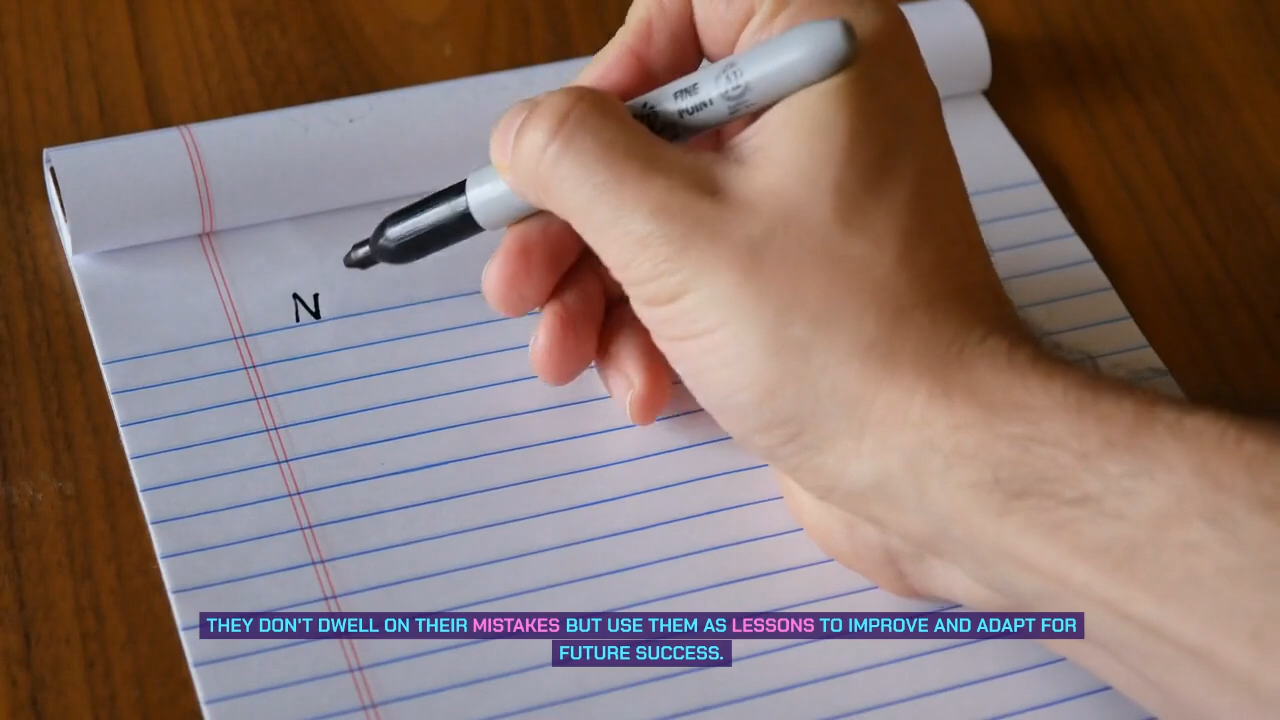 FINE
POINT
N
THEY DON'T DWELL ON THEIR MISTAKES BUT USE THEM AS LESSONS TO IMPROVE AND ADAPT FOR
FUTURE SUCCESS.